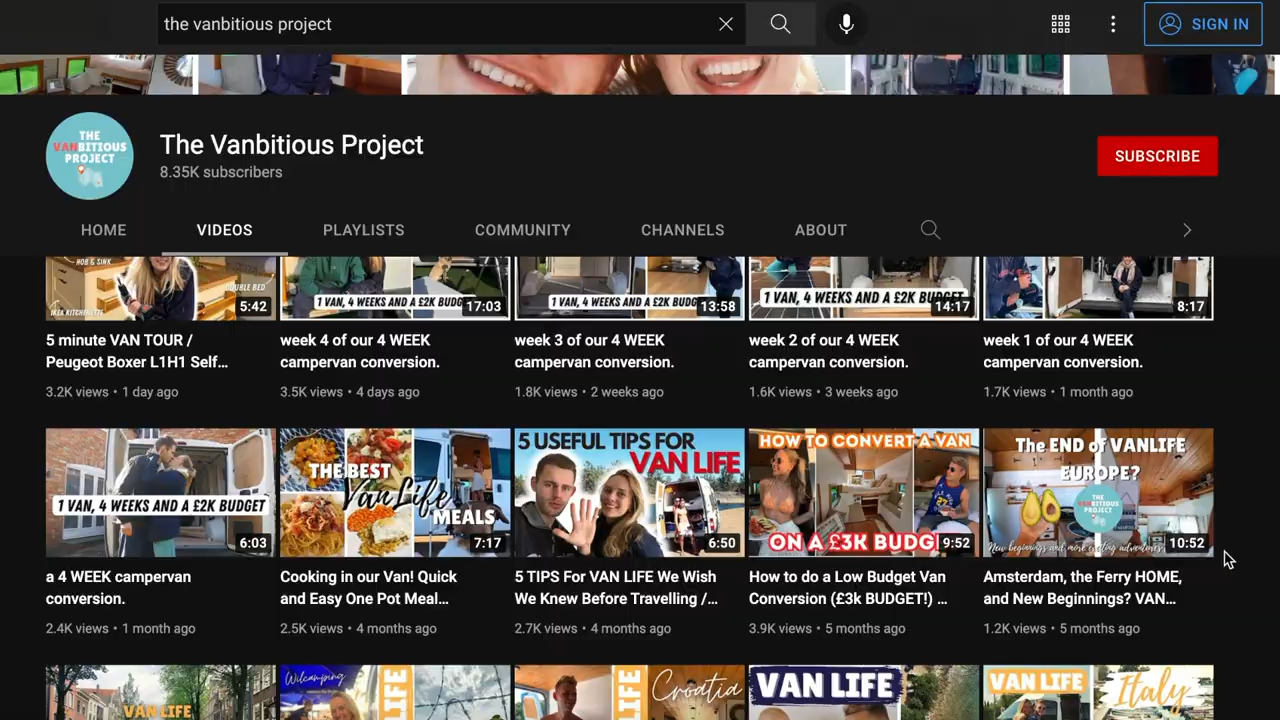 the vanbitious project
SIGN IN
THE
VANBITIOUS
PROJECT
The Vanbitious Project
8.35K subscribers
SUBSCRIBE
HOME VIDEOS PLAYLISTS COMMUNITY CHANNELS ABOUT
HOB & SINK
DOUBLE BED
IKEA KITCHENETTE
5:42
1 VAN, 4 WEEKS AND A £2K BUDG
17:03
1 VAN, 4 WEEKS AND A £2K BUDG
13:58
1 VAN, 4 WEEKS AND A £2K BUDGET
14:17
8:17
5 minute VAN TOUR /
Peugeot Boxer L1H1 Self...
3.2K views • 1 day ago
week 4 of our 4 WEEK
campervan conversion.
3.5K views • 4 days ago
week 3 of our 4 WEEK
campervan conversion.
1.8K views • 2 weeks ago
week 2 of our 4 WEEK
campervan conversion.
1.6K views • 3 weeks ago
week 1 of our 4 WEEK
campervan conversion.
1.7K views • 1 month ago
1 VAN, 4 WEEKS AND A £2K BUDGET
6:03
THE BEST
Van Life
MEALS
7:17
5 USEFUL TIPS FOR
VAN LIFE
6:50
HOW TO CONVERT A VAN
ON A £3K BUDG
9:52
The END of VANLIFE
EUROPE?
THE
VANBITIOUS
PROJECT
New beginnings and more exciting adventures
10:52
a 4 WEEK campervan
conversion.
2.4K views • 1 month ago
Cooking in our Van! Quick
and Easy One Pot Meal...
2.5K views • 4 months ago
5 TIPS For VAN LIFE We Wish
We Knew Before Travelling /...
2.7K views • 4 months ago
How to do a Low Budget Van
Conversion (£3k BUDGET!) ...
3.9K views • 5 months ago
Amsterdam, the Ferry HOME,
and New Beginnings? VAN...
1.2K views • 5 months ago
VAN LIFE
Wilcamping
LIFE
LIFE
Croatia
VAN LIFE
VAN LIFE
Italy